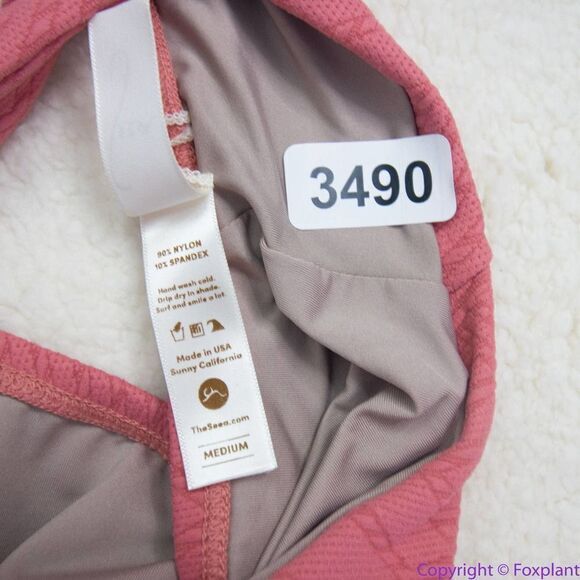 3490
90% NYLON
10% SPANDEX
Hand wash cold.
Drip dry in shade.
Surf and smile a lot.
Made in USA
Sunny California
TheSeea.com
MEDIUM
Copyright © Foxplant